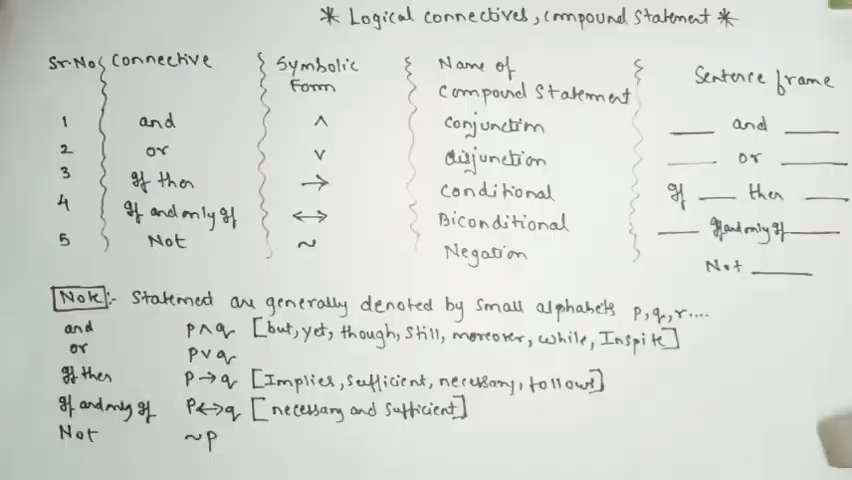 * Logical connectives, compound statement *
Sr No Connective Symbolic Form Name of compound statement Sentence frame
1 and ∧ conjunction ___ and ___
2 or ∨ disjunction ___ or ___
3 If then → conditional If ___ then ___
4 If and only If ↔ Biconditional ___ If and only If ___
5 Not ~ Negation Not ___
Note:- Statement are generally denoted by small alphabets p,q,r....
and p∧q [but, yet, though, still, moreover, while, Inspite]
or p∨q
If then p→q [Implies, sufficient, necessary, follows]
If and only If p↔q [necessary and sufficient]
Not ~p